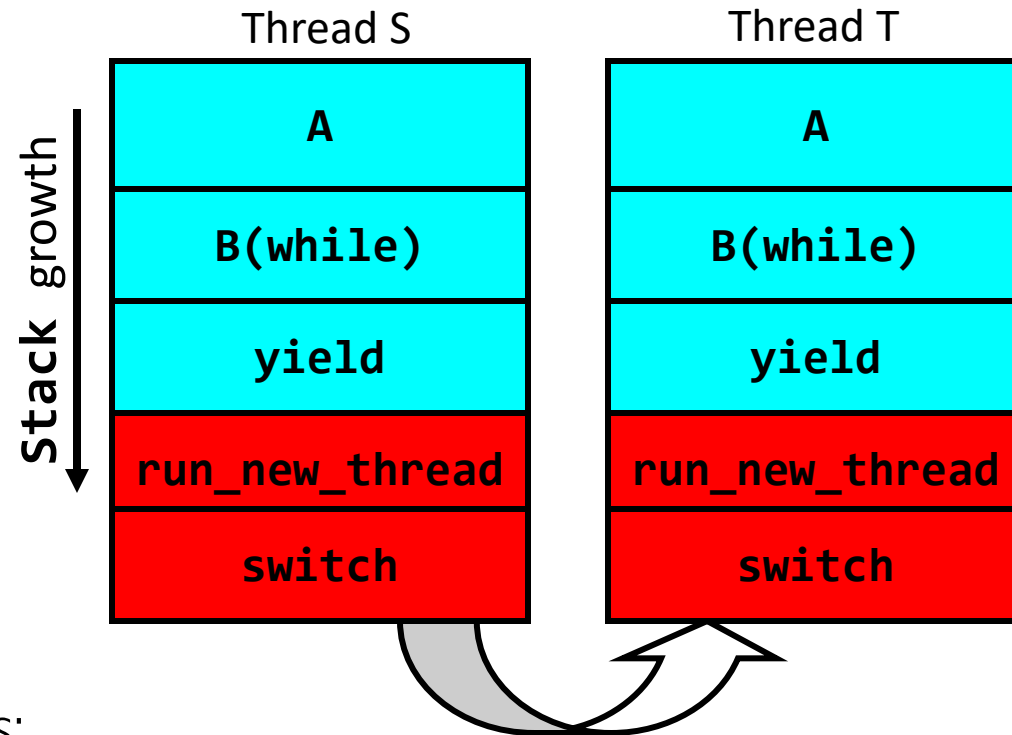 Thread S
Thread T
Stack growth
A
B(while)
yield
run_new_thread
switch
A
B(while)
yield
run_new_thread
switch